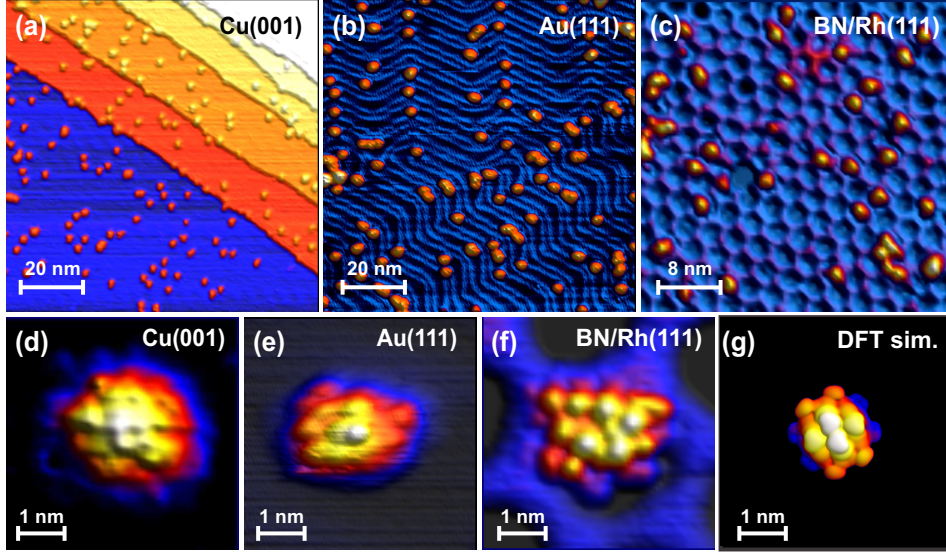 (a) Cu(001)
20 nm
(b) Au(111)
20 nm
(c) BN/Rh(111)
8 nm
(d) Cu(001)
1 nm
(e) Au(111)
1 nm
(f) BN/Rh(111)
1 nm
(g) DFT sim.
1 nm